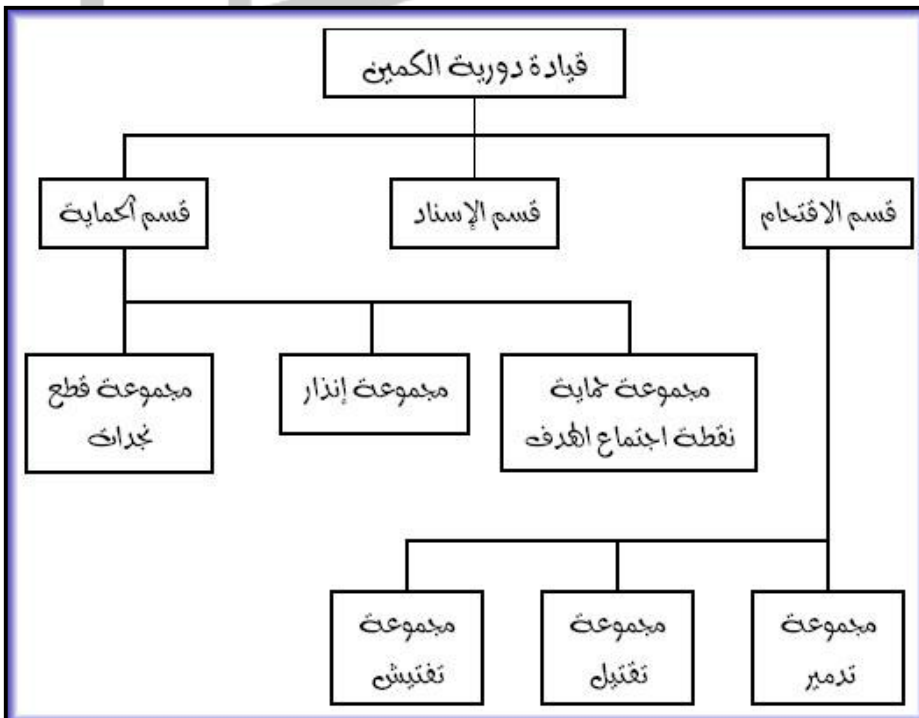 قيادة دورية الكمين
قسم الاقتحام
قسم الإسناد
قسم الحماية
مجموعة حماية
نقطة اجتماع الهدف
مجموعة إنذار
مجموعة قطع
نجدات
مجموعة
تدمير
مجموعة
تقتيل
مجموعة
تفتيش